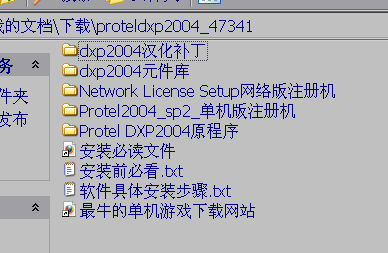 的文档\下载\proteldxp2004_47341
务
件夹
发布
dxp2004汉化补丁
dxp2004元件库
Network License Setup网络版注册机
Protel2004_sp2_单机版注册机
Protel DXP2004原程序
安装必读文件
安装前必看.txt
软件具体安装步骤.txt
最牛的单机游戏下载网站